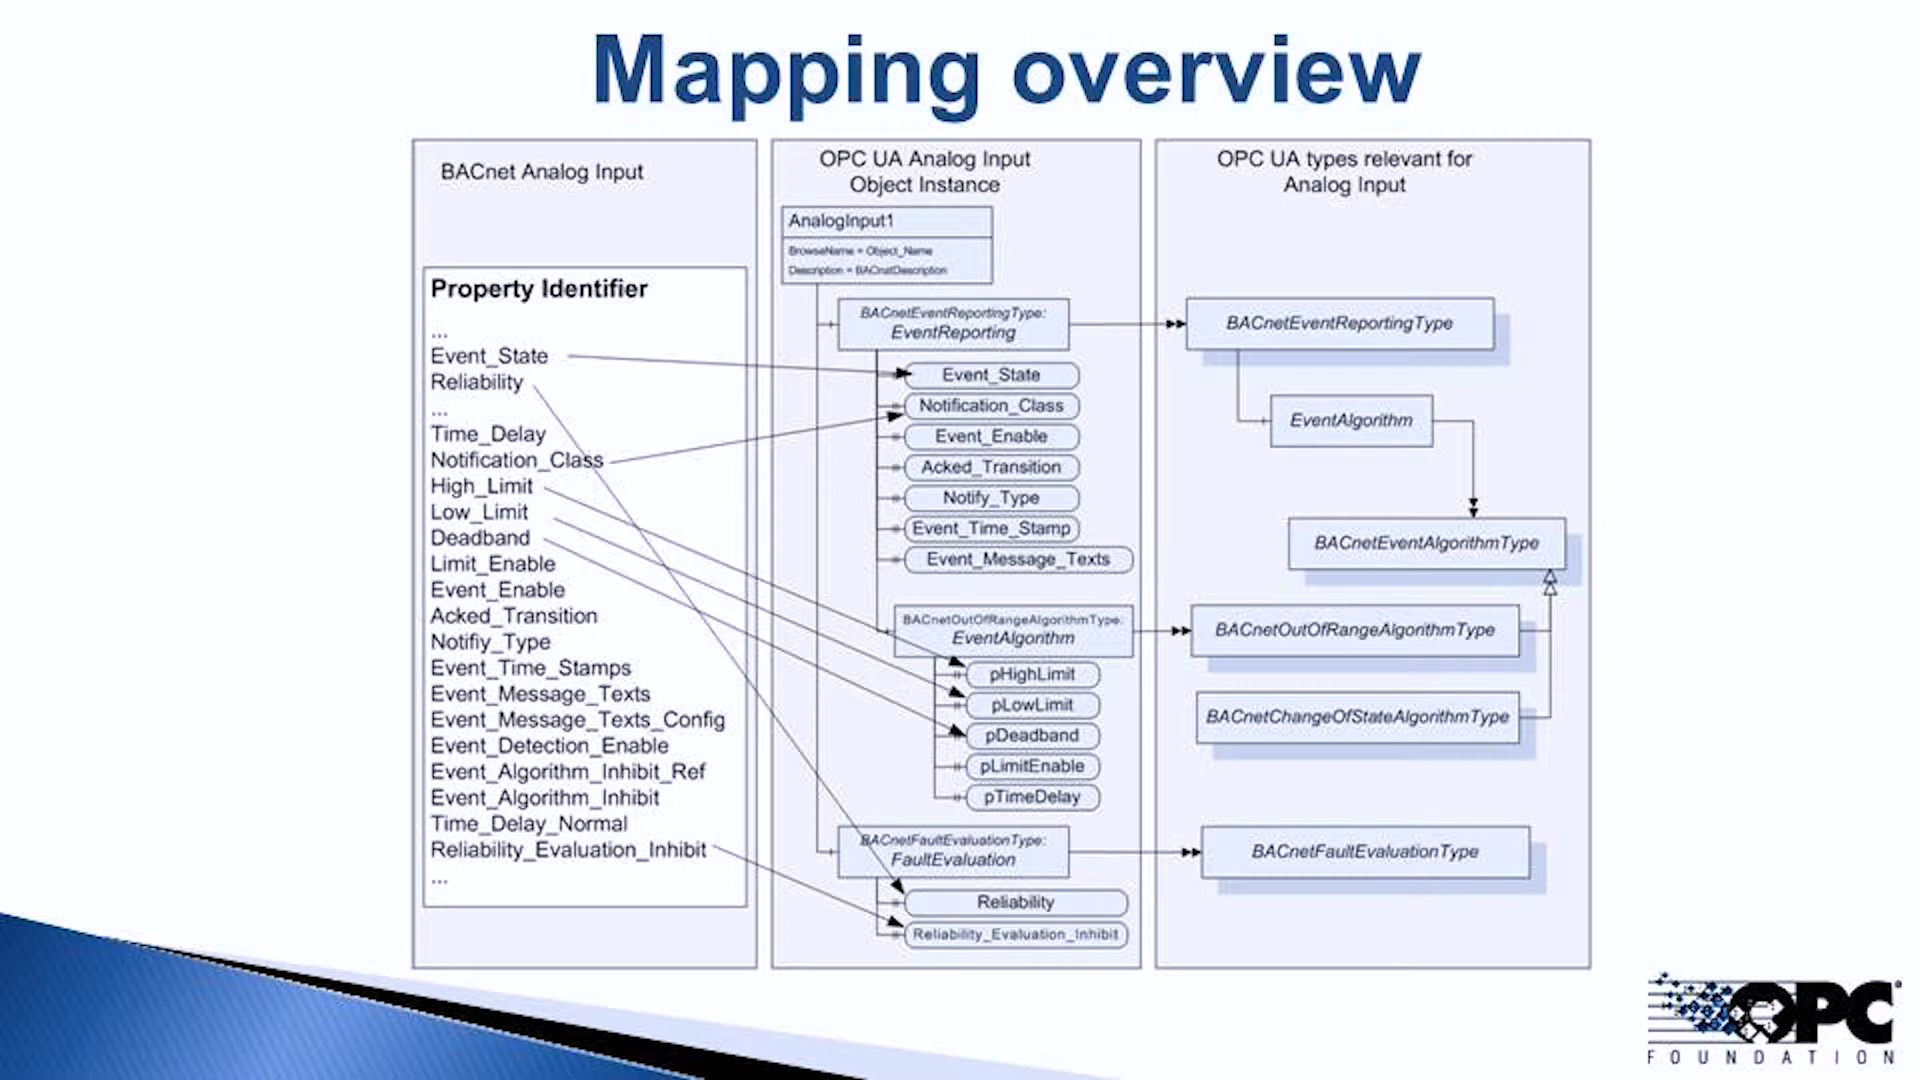 Mapping overview
BACnet Analog Input
Property Identifier
...
Event_State
Reliability
...
Time_Delay
Notification_Class
High_Limit
Low_Limit
Deadband
Limit_Enable
Event_Enable
Acked_Transition
Notifiy_Type
Event_Time_Stamps
Event_Message_Texts
Event_Message_Texts_Config
Event_Detection_Enable
Event_Algorithm_Inhibit_Ref
Event_Algorithm_Inhibit
Time_Delay_Normal
Reliability_Evaluation_Inhibit
...
OPC UA Analog Input
Object Instance
AnalogInput1
BrowseName = Object_Name
Description = BACnatDescription
BACnetEventReportingType:
EventReporting
Event_State
Notification_Class
Event_Enable
Acked_Transition
Notify_Type
Event_Time_Stamp
Event_Message_Texts
BACnetOutOfRangeAlgorithmType:
EventAlgorithm
pHighLimit
pLowLimit
pDeadband
pLimitEnable
pTimeDelay
BACnetFaultEvaluationType:
FaultEvaluation
Reliability
Reliability_Evaluation_Inhibit
OPC UA types relevant for
Analog Input
BACnetEventReportingType
EventAlgorithm
BACnetEventAlgorithmType
BACnetOutOfRangeAlgorithmType
BACnetChangeOfStateAlgorithmType
BACnetFaultEvaluationType
OPC
FOUNDATION